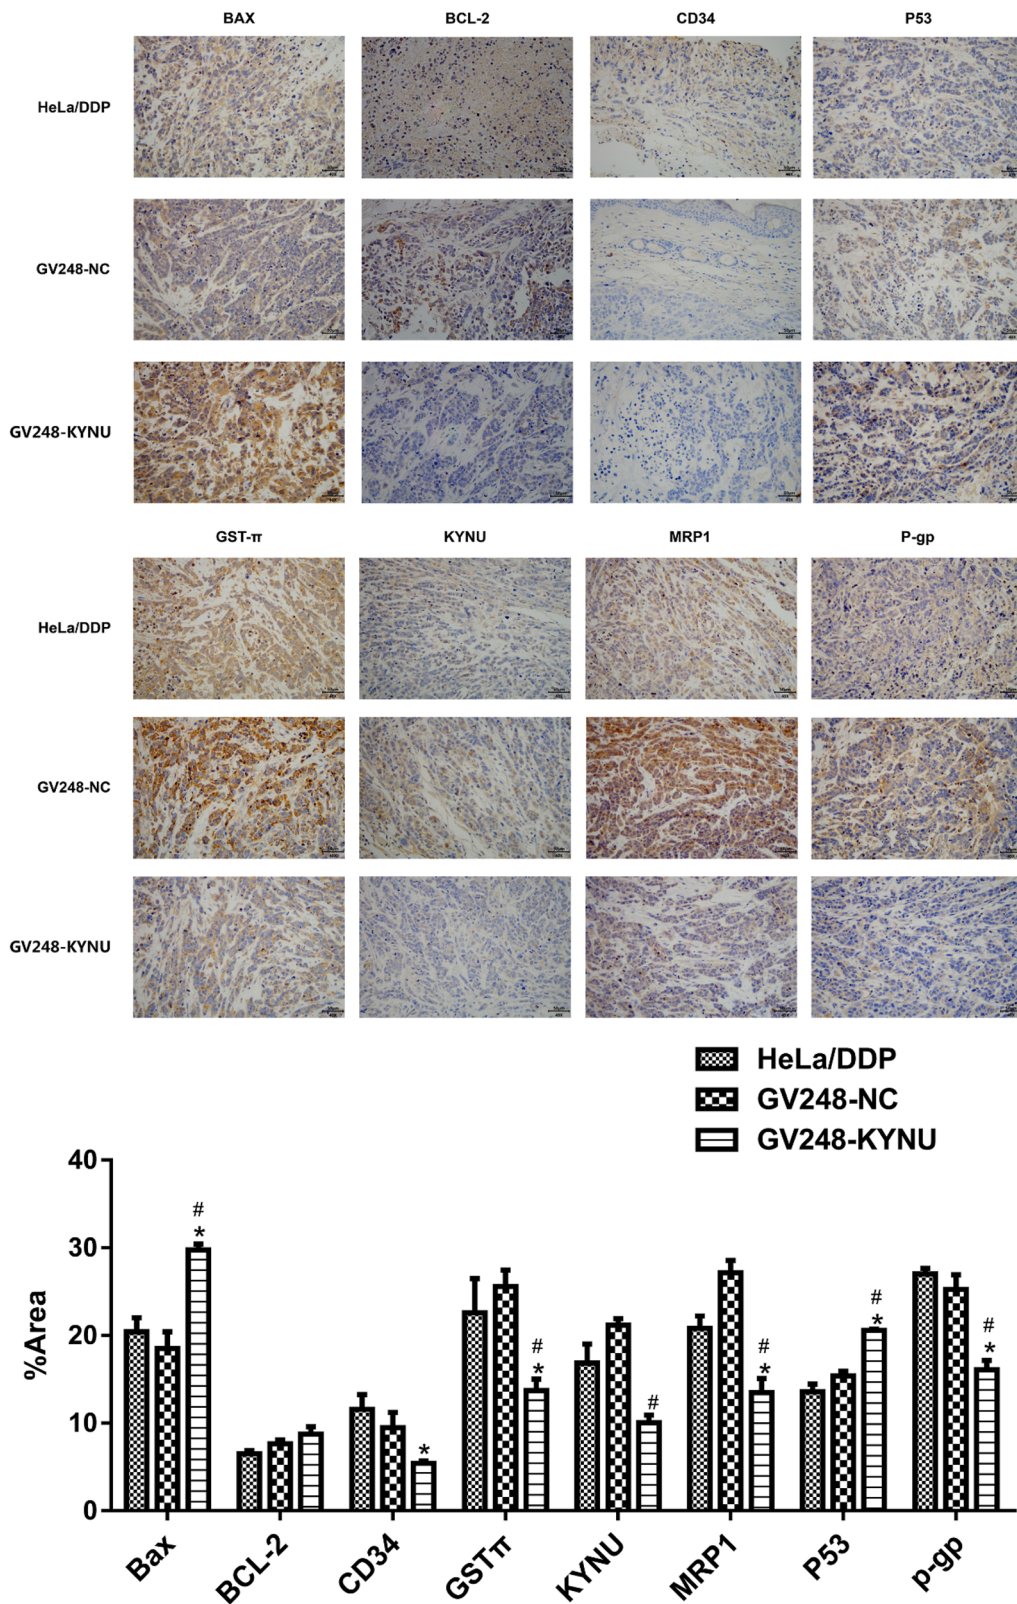 BAX BCL-2 CD34 P53
HeLa/DDP
GV248-NC
GV248-KYNU
GST-π KYNU MRP1 P-gp
HeLa/DDP
GV248-NC
GV248-KYNU
HeLa/DDP
GV248-NC
GV248-KYNU
40
30
20
10
0
%Area
# * * # * # # * # * # *
Bax BCL-2 CD34 GSTπ KYNU MRP1 P53 p-gp